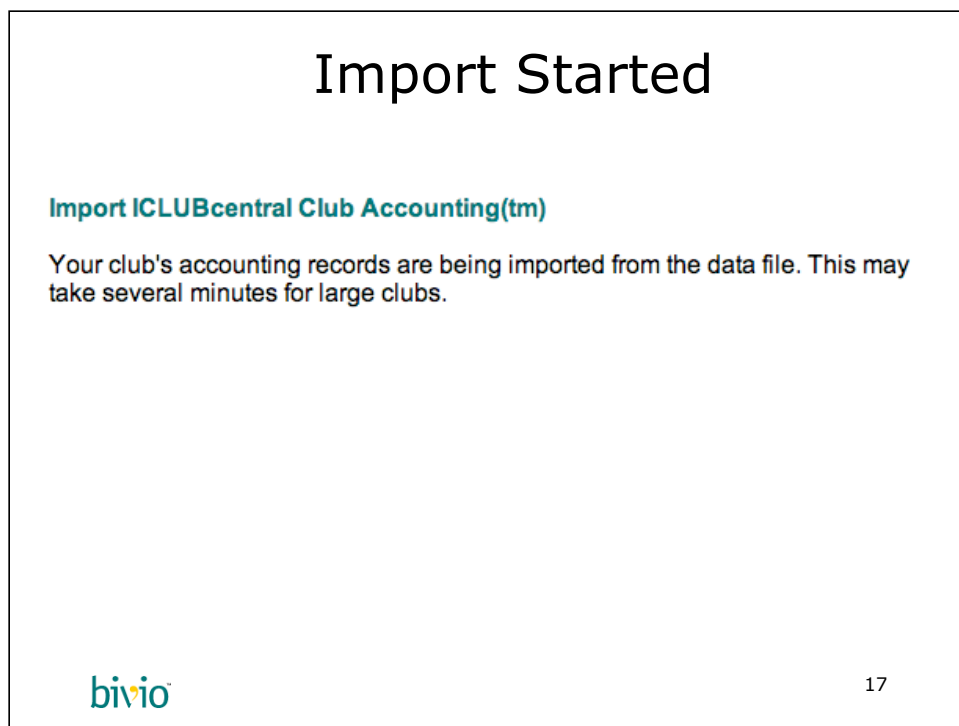 Import Started
Import ICLUBcentral Club Accounting(tm)
Your club's accounting records are being imported from the data file. This may
take several minutes for large clubs.
bivio™
17